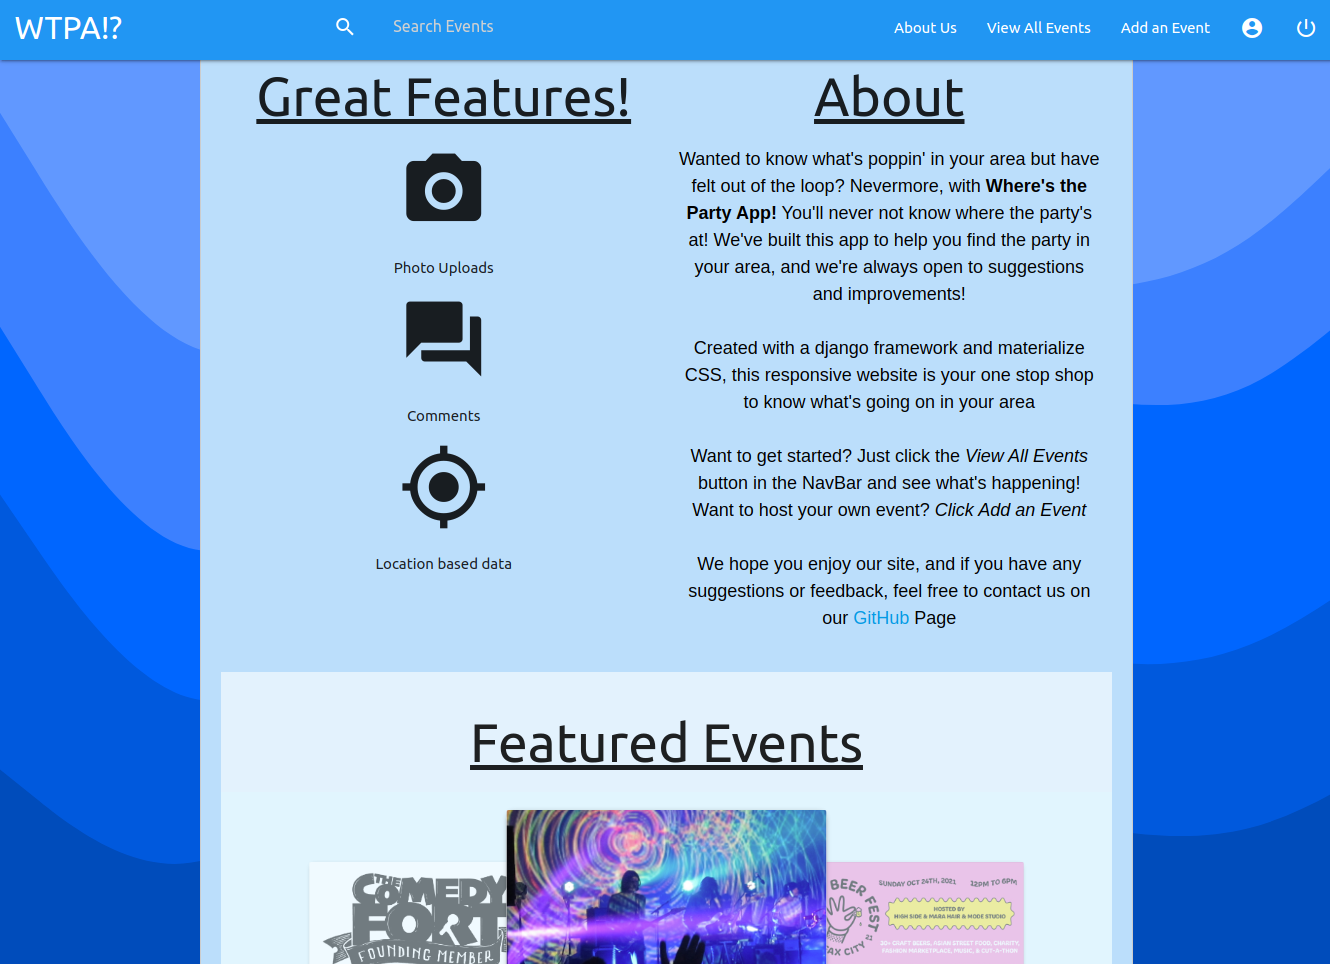 WTPA!?
Search Events
About Us
View All Events
Add an Event
Great Features!
Photo Uploads
Comments
Location based data
About
Wanted to know what's poppin' in your area but have
felt out of the loop? Nevermore, with Where's the
Party App! You'll never not know where the party's
at! We've built this app to help you find the party in
your area, and we're always open to suggestions
and improvements!
Created with a django framework and materialize
CSS, this responsive website is your one stop shop
to know what's going on in your area
Want to get started? Just click the View All Events
button in the NavBar and see what's happening!
Want to host your own event? Click Add an Event
We hope you enjoy our site, and if you have any
suggestions or feedback, feel free to contact us on
our GitHub Page
Featured Events
THE
COMEDY
FORT
FOUNDING MEMBER
BEER FEST
SUNDAY OCT 24TH, 2021
12PM TO 6PM
HOSTED BY
HIGH SIDE & MARA HAIR & MODE STUDIO
30+ CRAFT BEERS, ASIAN STREET FOOD, CHARITY,
FASHION MARKETPLACE, MUSIC, & CUT-A-THON